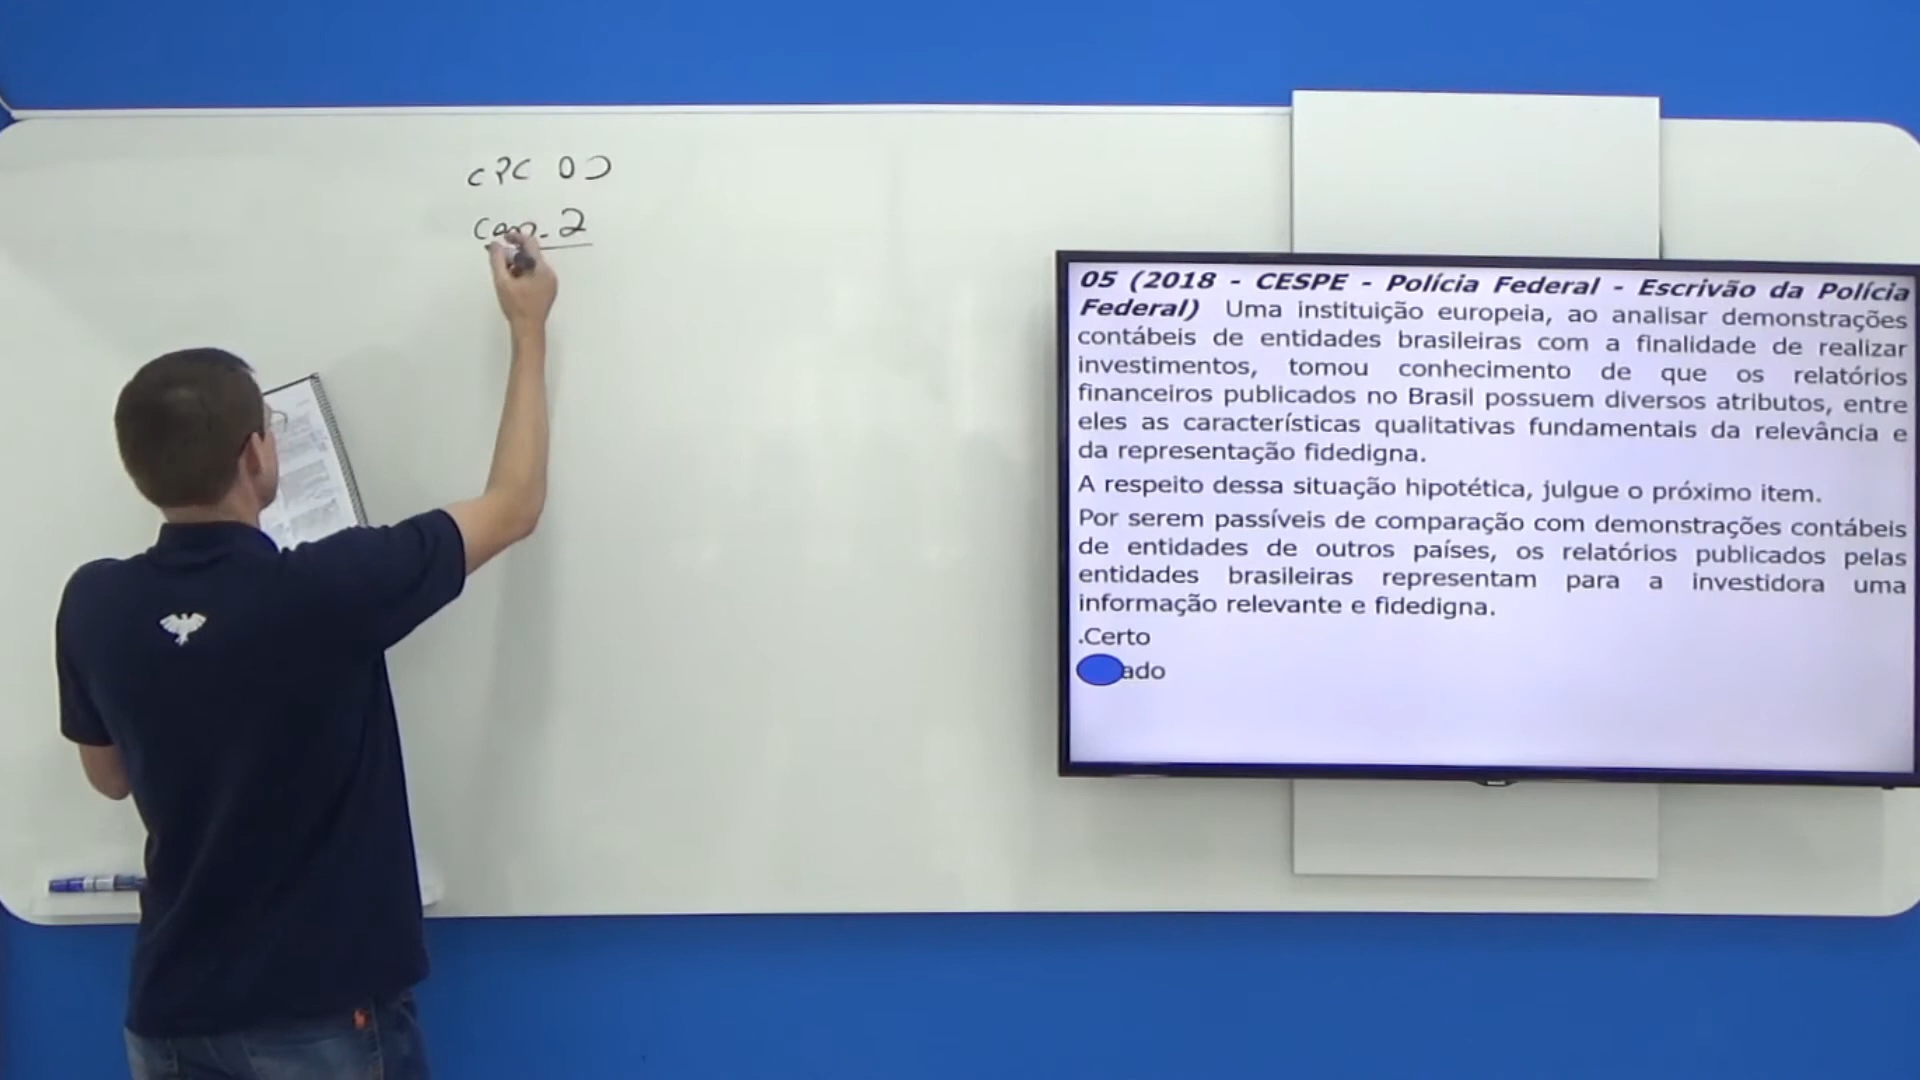 CPC 00
Cap. 2
05 (2018 - CESPE - Polícia Federal - Escrivão da Polícia
Federal) Uma instituição europeia, ao analisar demonstrações
contábeis de entidades brasileiras com a finalidade de realizar
investimentos, tomou conhecimento de que os relatórios
financeiros publicados no Brasil possuem diversos atributos, entre
eles as características qualitativas fundamentais da relevância e
da representação fidedigna.
A respeito dessa situação hipotética, julgue o próximo item.
Por serem passíveis de comparação com demonstrações contábeis
de entidades de outros países, os relatórios publicados pelas
entidades brasileiras representam para a investidora uma
informação relevante e fidedigna.
.Certo
ado